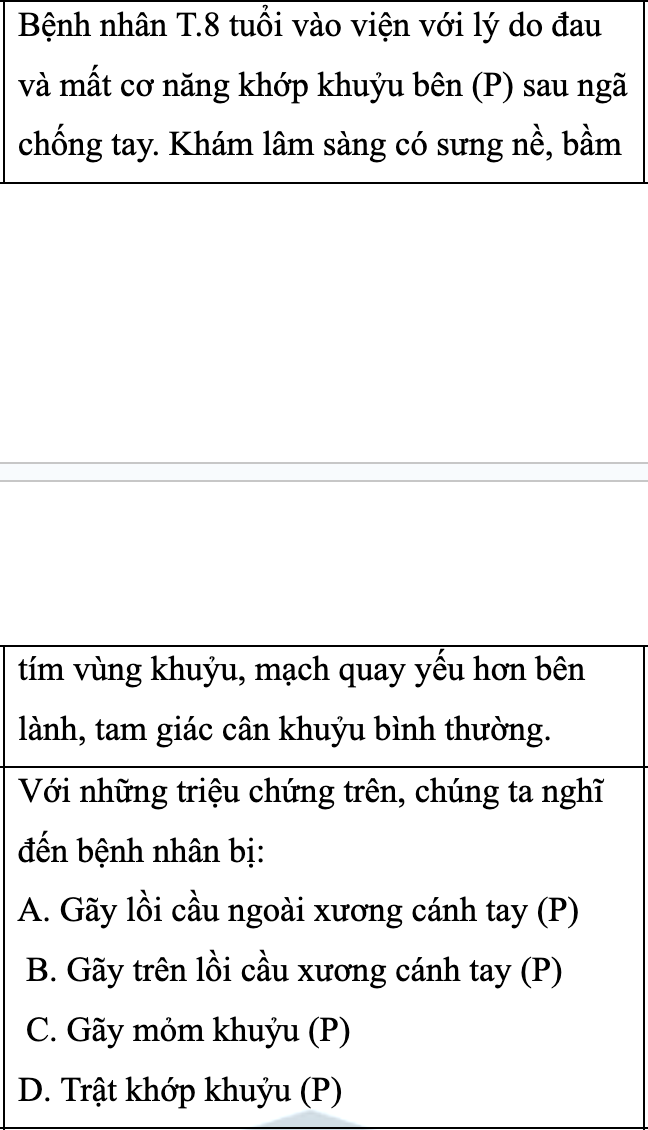 Bệnh nhân T.8 tuổi vào viện với lý do đau
và mất cơ năng khớp khuỷu bên (P) sau ngã
chống tay. Khám lâm sàng có sưng nề, bầm
tím vùng khuỷu, mạch quay yếu hơn bên
lành, tam giác cân khuỷu bình thường.
Với những triệu chứng trên, chúng ta nghĩ
đến bệnh nhân bị:
A. Gãy lồi cầu ngoài xương cánh tay (P)
B. Gãy trên lồi cầu xương cánh tay (P)
C. Gãy mỏm khuỷu (P)
D. Trật khớp khuỷu (P)